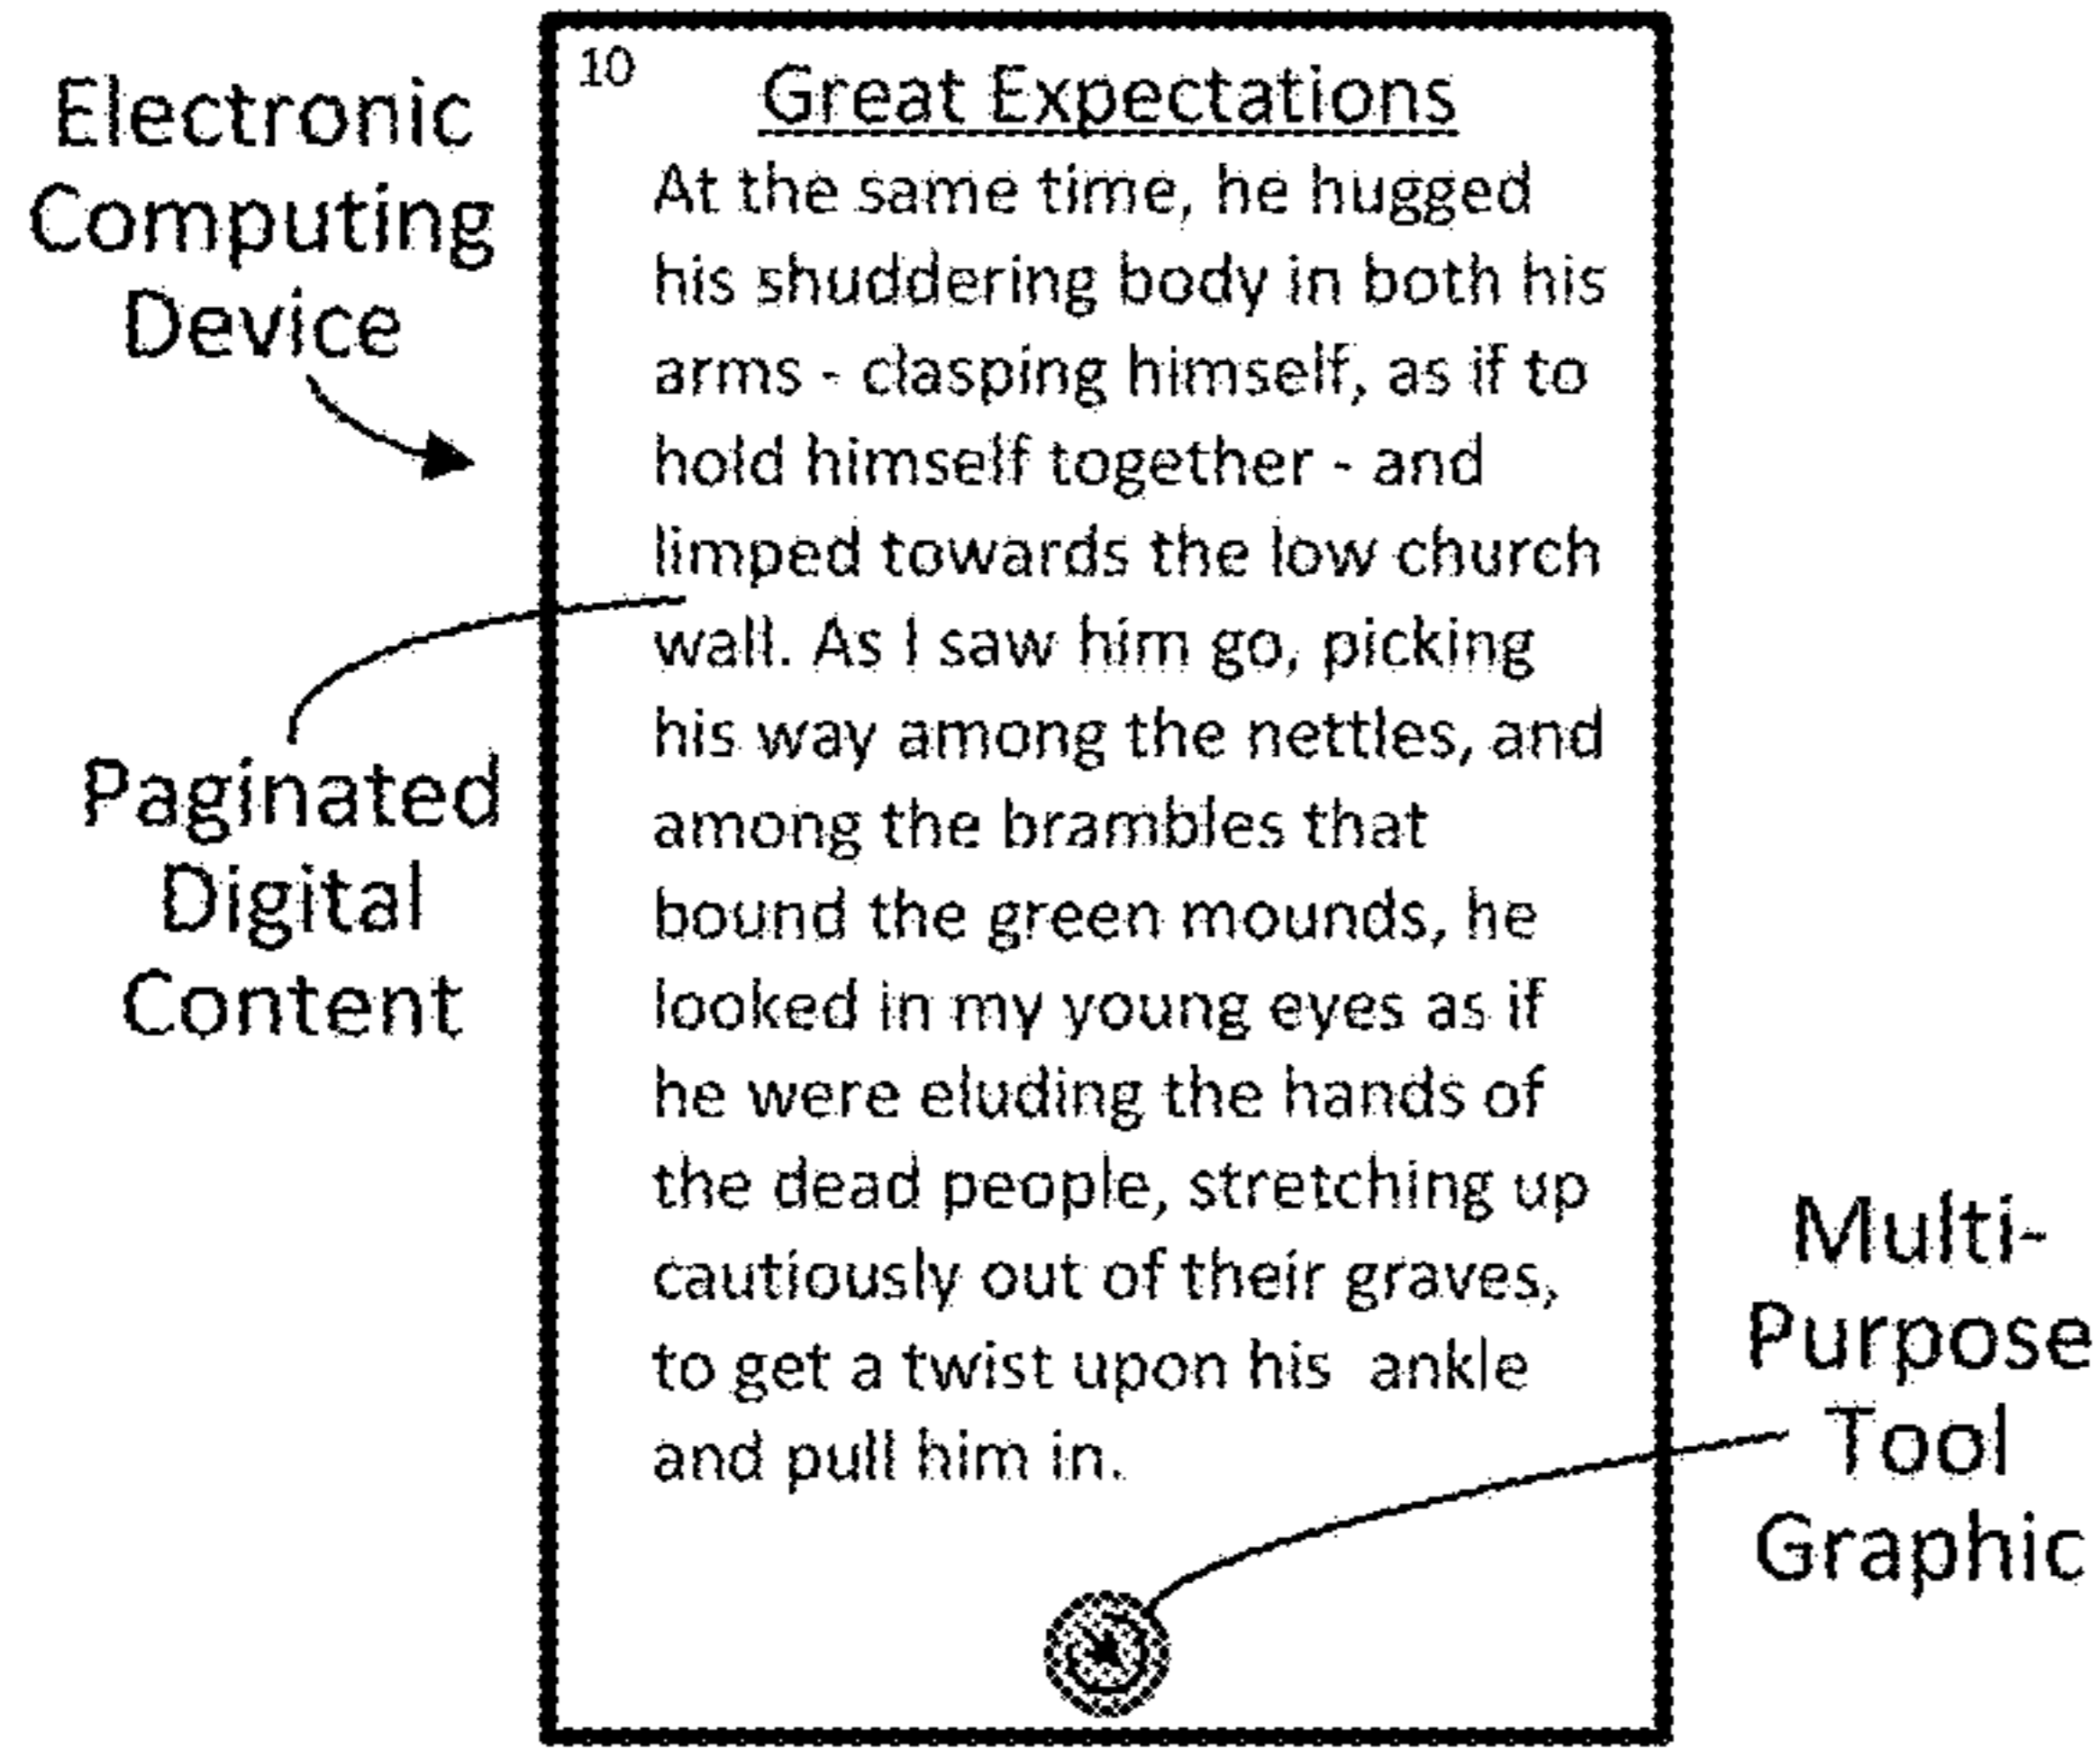 Electronic
Computing
Device
Paginated
Digital
Content
10
Great Expectations
At the same time, he hugged
his shuddering body in both his
arms - clasping himself, as if to
hold himself together - and
limped towards the low church
wall. As I saw him go, picking
his way among the nettles, and
among the brambles that
bound the green mounds, he
looked in my young eyes as if
he were eluding the hands of
the dead people, stretching up
cautiously out of their graves,
to get a twist upon his  ankle
and pull him in.
Multi-
Purpose
Tool
Graphic